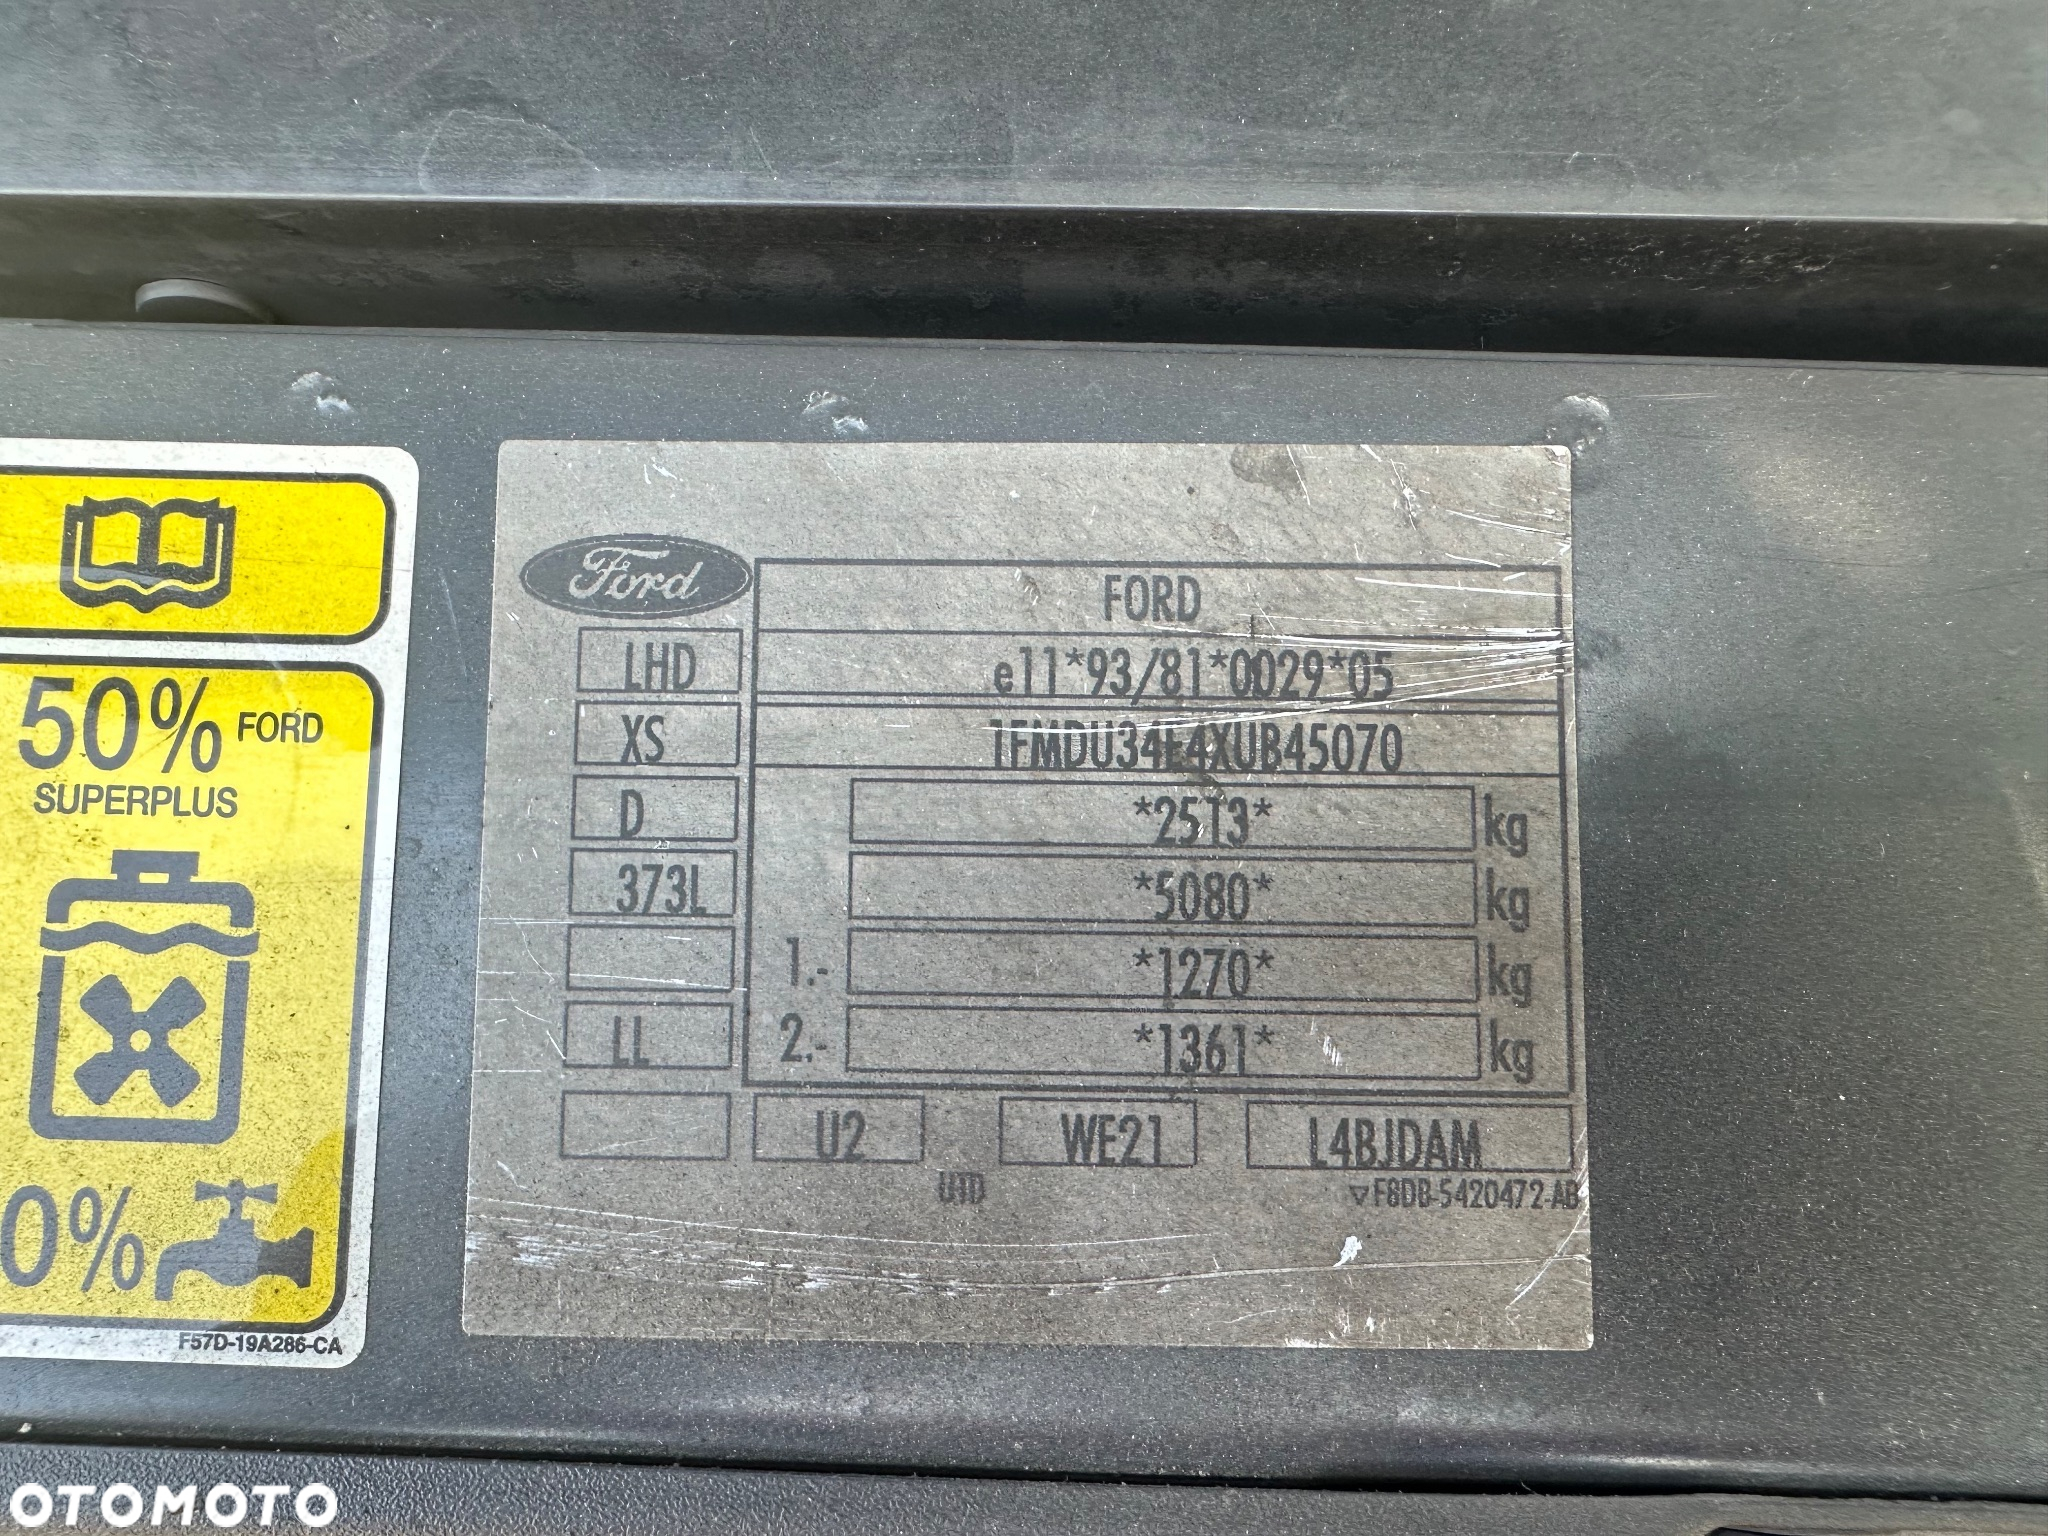 50% FORD
SUPERPLUS
0%
F57D-19A286-CA
Ford
FORD
LHD
e11*93/81*0029*05
XS
1FMDU34E4XUB45070
D
*2513* kg
373L
*5080* kg
1.- *1270* kg
LL
2.- *1361* kg
U2
WE21
L4BJDAM
UTD
F8DB-5420472-AB
OTOMOTO